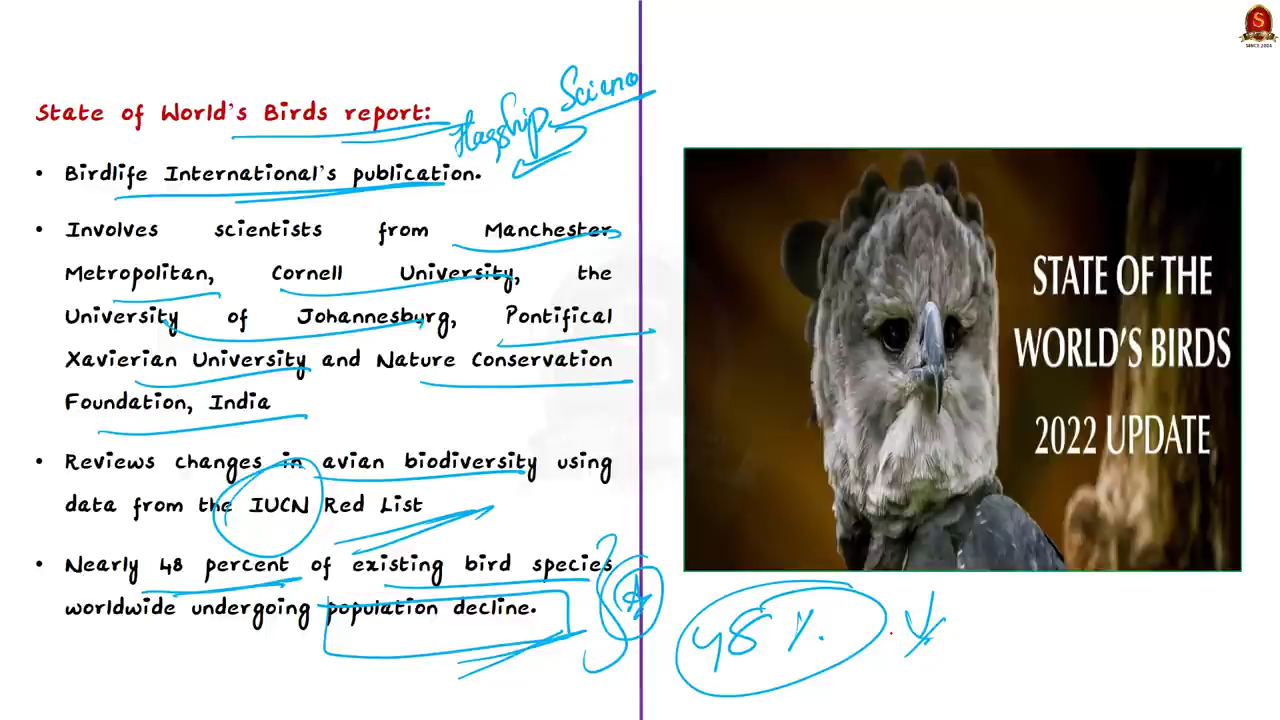 State of World's Birds report:
flagship Science
• Birdlife International's publication.
• Involves scientists from Manchester
Metropolitan, Cornell University, the
University of Johannesburg, Pontifical
Xavierian University and Nature Conservation
Foundation, India
• Reviews changes in avian biodiversity using
data from the IUCN Red List
• Nearly 48 percent of existing bird species
worldwide undergoing population decline.
S
SINCE 2004
STATE OF THE
WORLD'S BIRDS
2022 UPDATE
48 %.